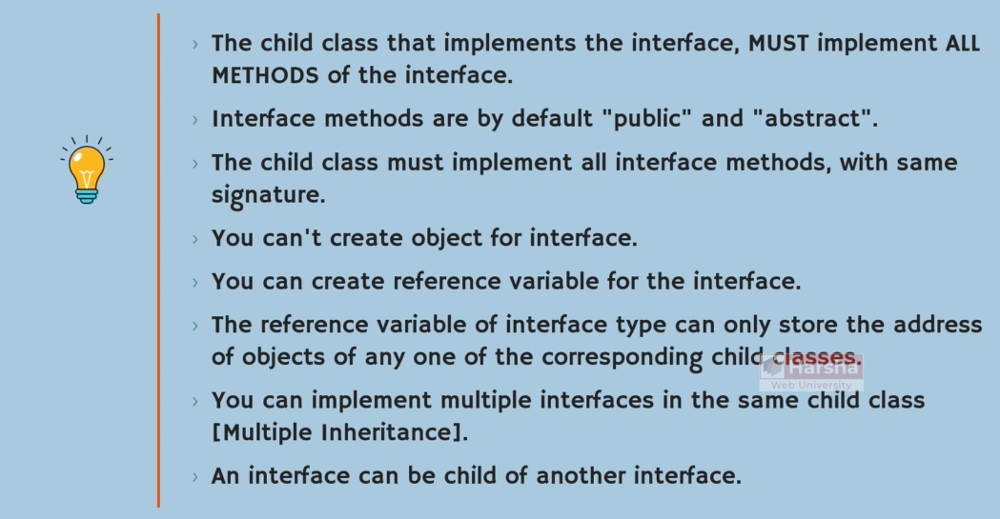 › The child class that implements the interface, MUST implement ALL
METHODS of the interface.
› Interface methods are by default "public" and "abstract".
› The child class must implement all interface methods, with same
signature.
› You can't create object for interface.
› You can create reference variable for the interface.
› The reference variable of interface type can only store the address
of objects of any one of the corresponding child classes.
Harsha
Web University
› You can implement multiple interfaces in the same child class
[Multiple Inheritance].
› An interface can be child of another interface.